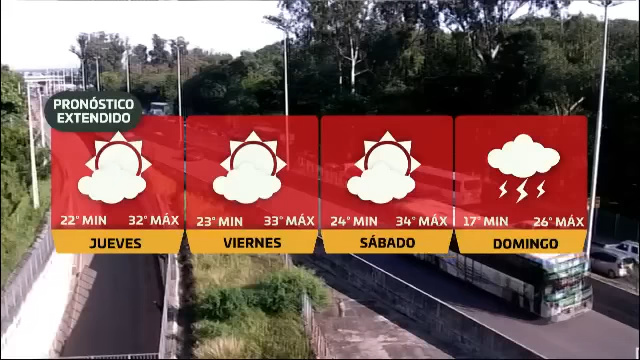 PRONÓSTICO
EXTENDIDO
22° MIN 32° MÁX
JUEVES
23° MIN 33° MÁX
VIERNES
24° MIN 34° MÁX
SÁBADO
17° MIN 26° MÁX
DOMINGO